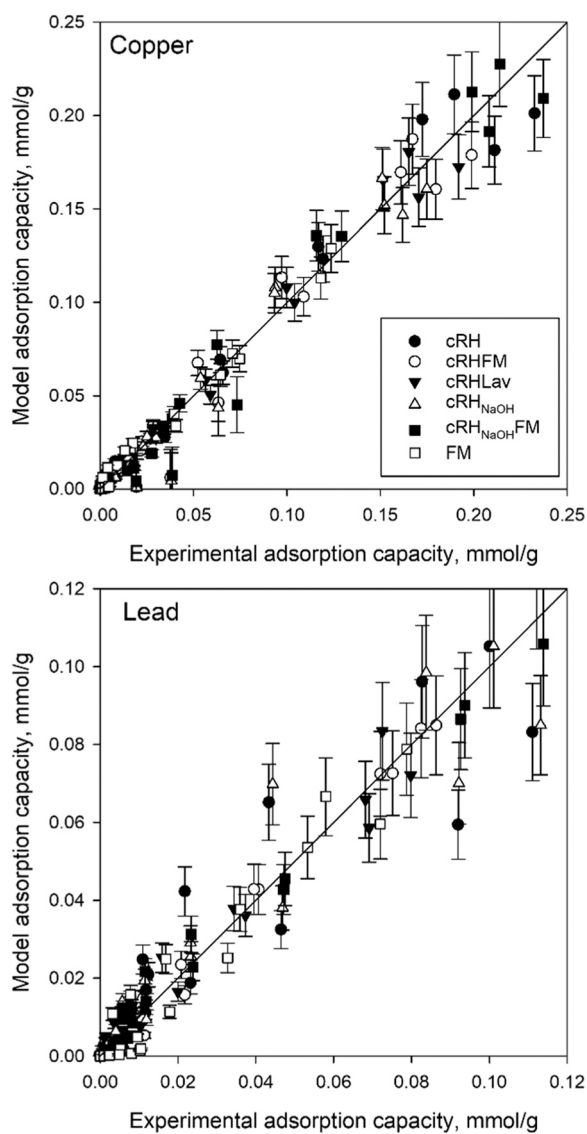 Copper
Model adsorption capacity, mmol/g
0.25
0.20
0.15
0.10
0.05
0.00
cRH
cRHFM
cRHLav
cRHNaOH
cRHNaOHFM
FM
0.00 0.05 0.10 0.15 0.20 0.25
Experimental adsorption capacity, mmol/g
Lead
Model adsorption capacity, mmol/g
0.12
0.10
0.08
0.06
0.04
0.02
0.00
0.00 0.02 0.04 0.06 0.08 0.10 0.12
Experimental adsorption capacity, mmol/g